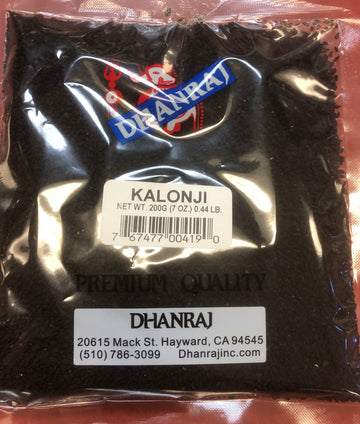 DHANRAJ
KALONJI
NET WT. 200G (7 OZ.) 0.44 LB.
7 67477 00419 0
PREMIUM QUALITY
DHANRAJ
20615 Mack St. Hayward, CA 94545
(510) 786-3099 Dhanrajinc.com